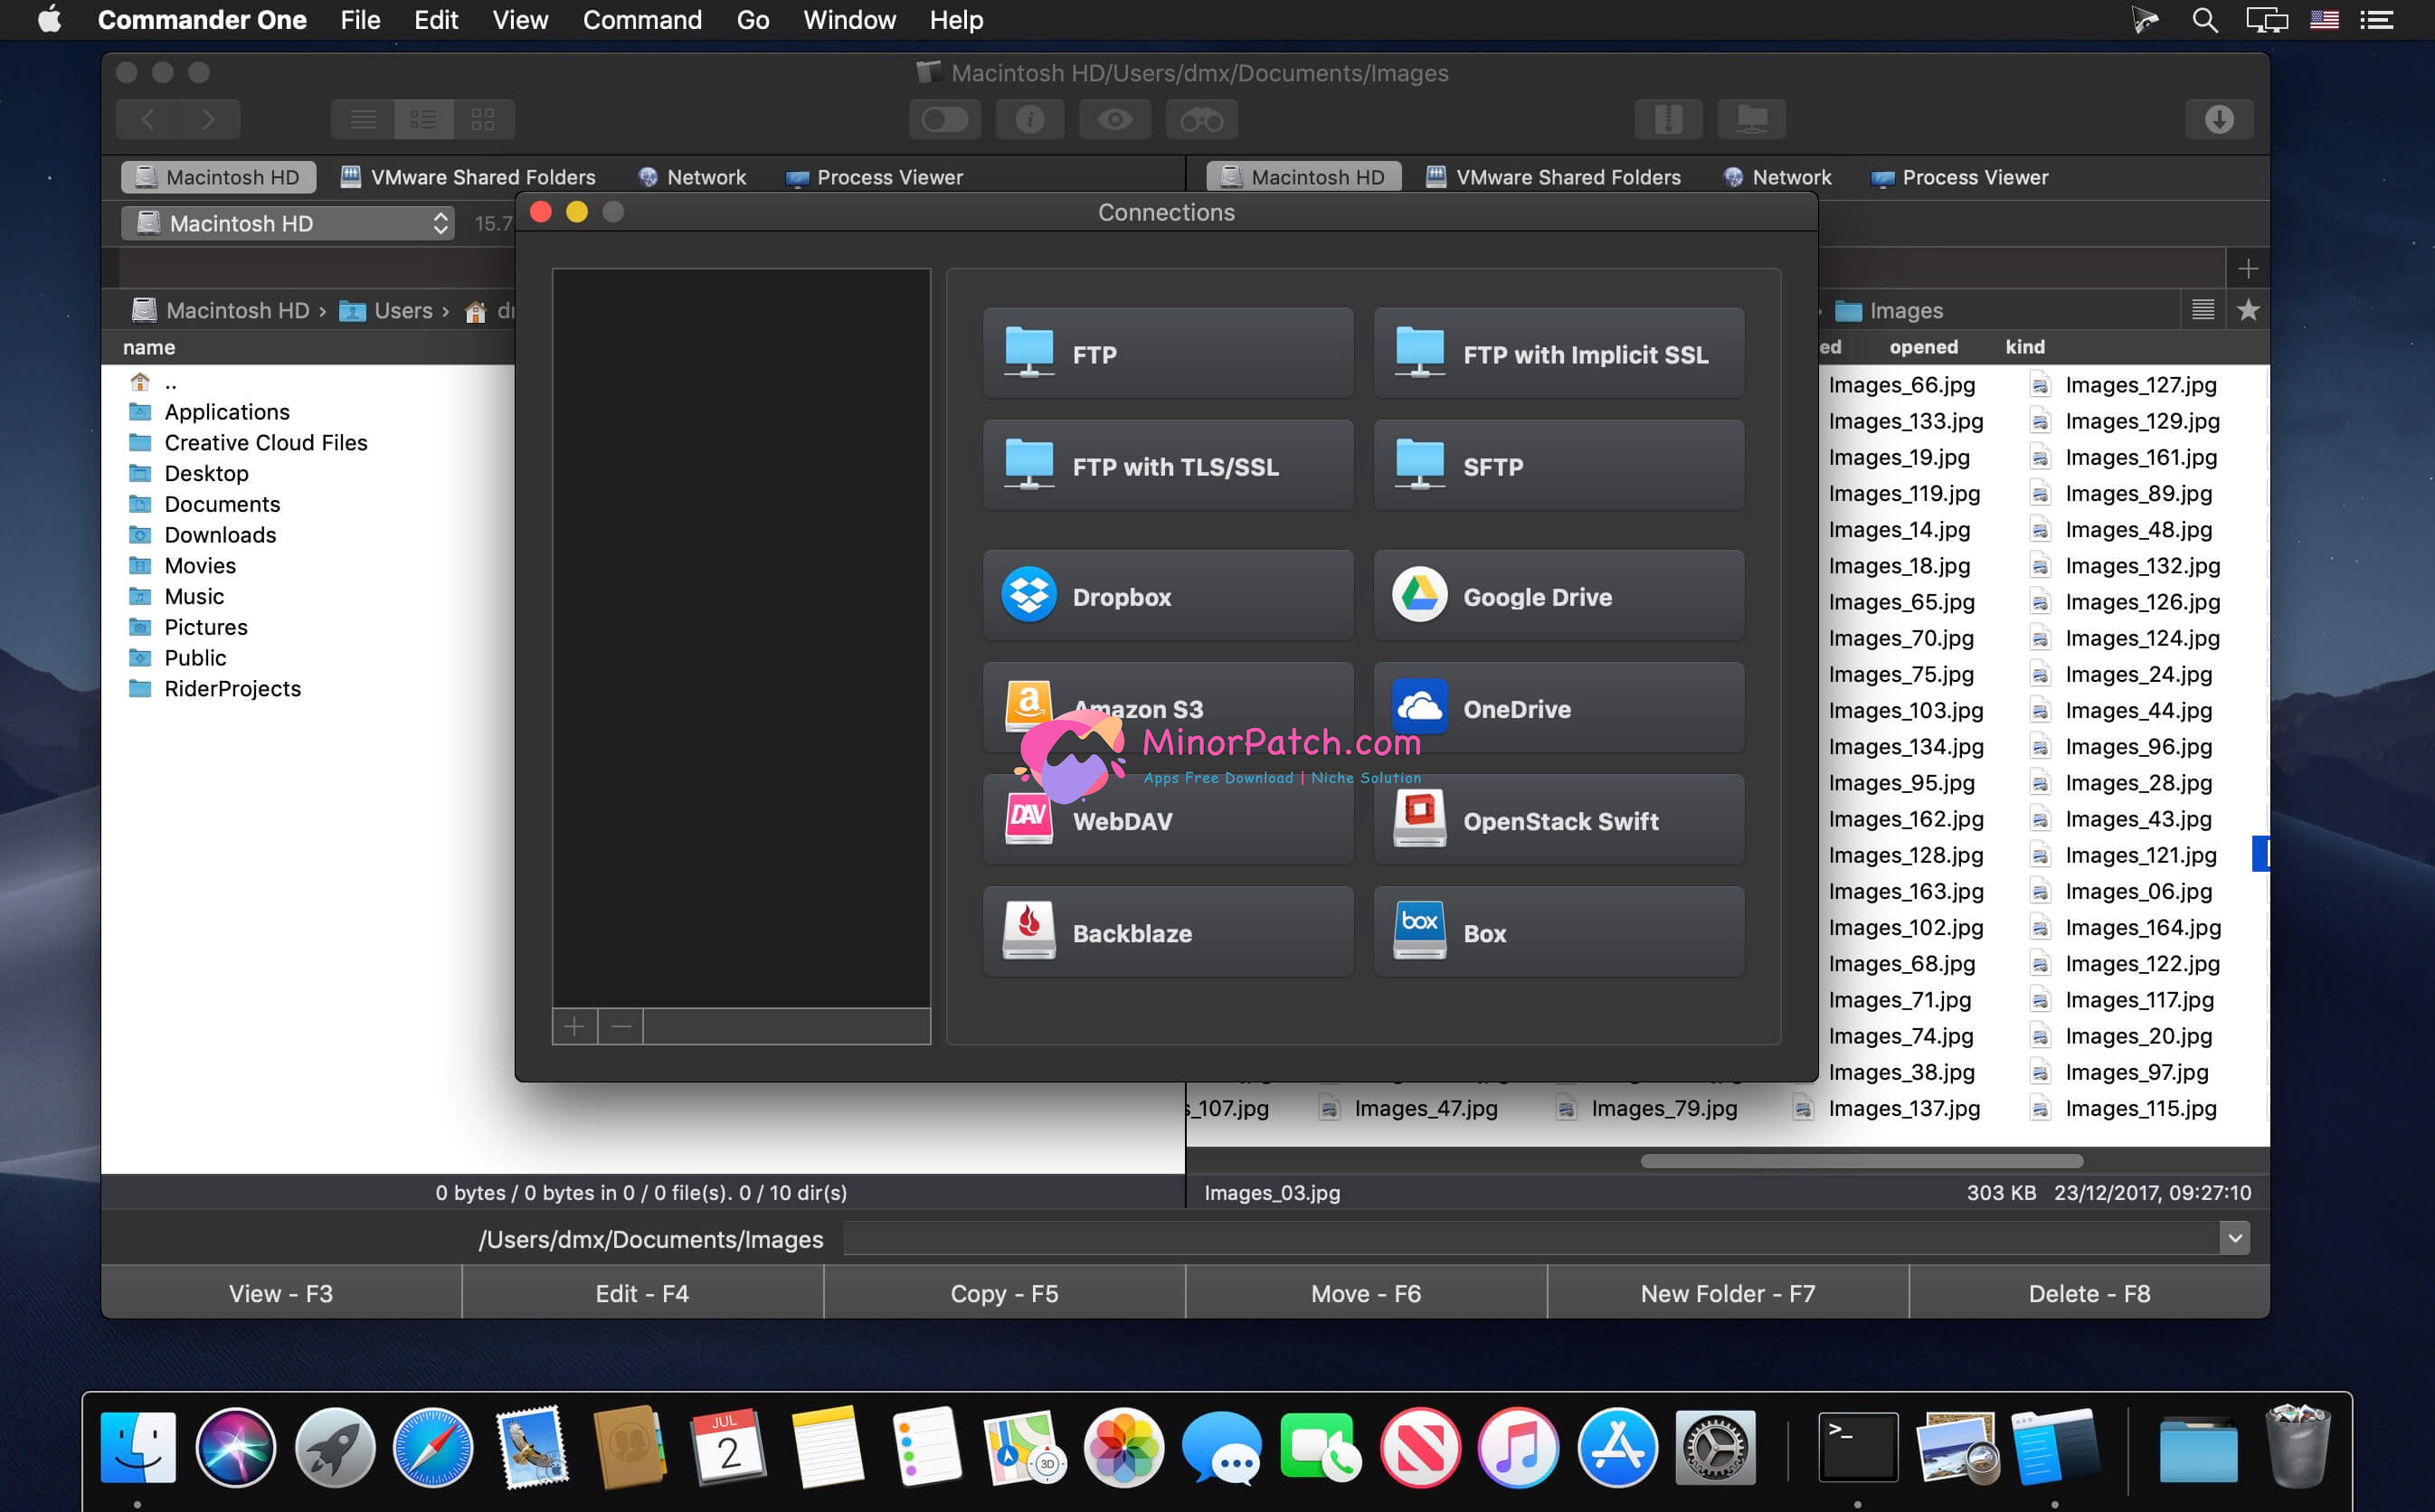 Commander One File Edit View Command Go Window Help
Macintosh HD/Users/dmx/Documents/Images
Macintosh HD VMware Shared Folders Network Process Viewer
Macintosh HD VMware Shared Folders Network Process Viewer
Macintosh HD 15.7
Connections
Macintosh HD › Users ›
Images
name
ed opened kind
..
Applications
Creative Cloud Files
Desktop
Documents
Downloads
Movies
Music
Pictures
Public
RiderProjects
FTP
FTP with Implicit SSL
FTP with TLS/SSL
SFTP
Dropbox
Google Drive
Amazon S3
OneDrive
MinorPatch.com
Apps Free Download | Niche Solution
DAV
WebDAV
OpenStack Swift
Backblaze
box
Box
Images_66.jpg Images_127.jpg
Images_133.jpg Images_129.jpg
Images_19.jpg Images_161.jpg
Images_119.jpg Images_89.jpg
Images_14.jpg Images_48.jpg
Images_18.jpg Images_132.jpg
Images_65.jpg Images_126.jpg
Images_70.jpg Images_124.jpg
Images_75.jpg Images_24.jpg
Images_103.jpg Images_44.jpg
Images_134.jpg Images_96.jpg
Images_95.jpg Images_28.jpg
Images_162.jpg Images_43.jpg
Images_128.jpg Images_121.jpg
Images_163.jpg Images_06.jpg
Images_102.jpg Images_164.jpg
Images_68.jpg Images_122.jpg
Images_71.jpg Images_117.jpg
Images_74.jpg Images_20.jpg
Images_38.jpg Images_97.jpg
s_107.jpg Images_47.jpg Images_79.jpg Images_137.jpg Images_115.jpg
0 bytes / 0 bytes in 0 / 0 file(s). 0 / 10 dir(s)
Images_03.jpg 303 KB 23/12/2017, 09:27:10
/Users/dmx/Documents/Images
View - F3 Edit - F4 Copy - F5 Move - F6 New Folder - F7 Delete - F8
JUL
2
3D
>_